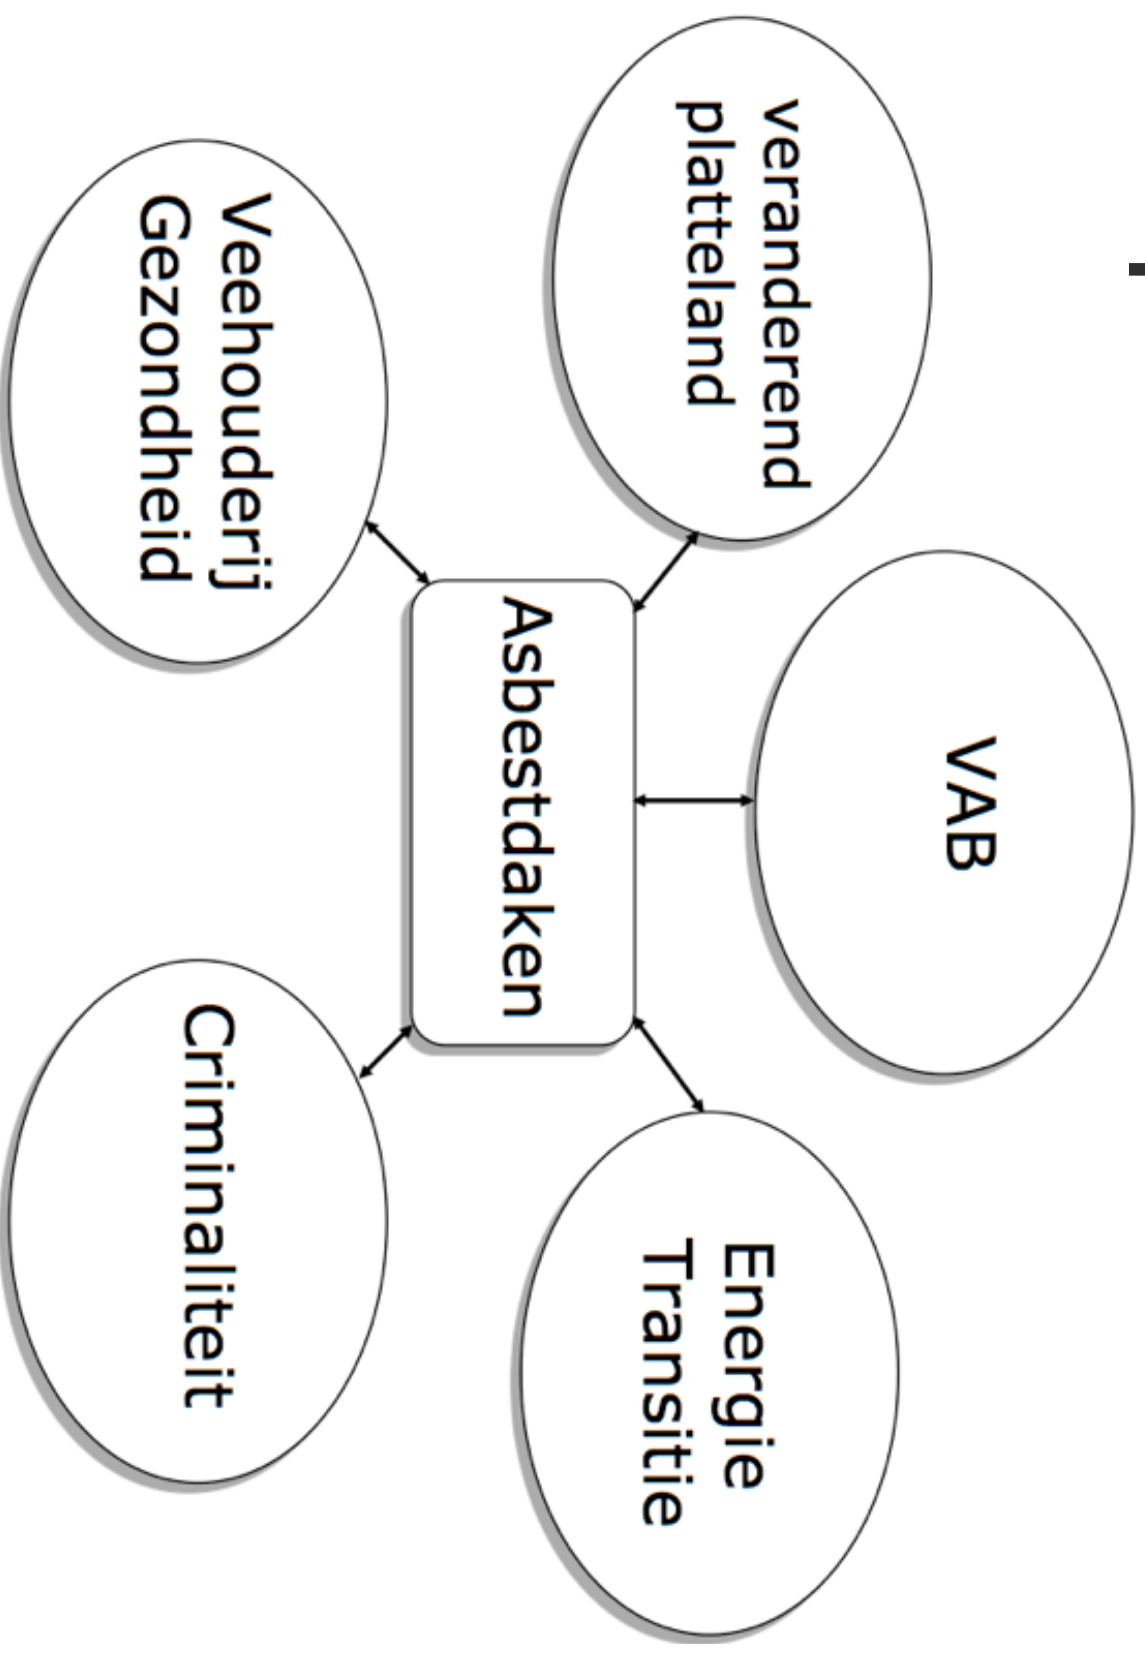 VAB
veranderend
platteland
Energie
Transitie
Asbestdaken
Veehouderij
Gezondheid
Criminaliteit